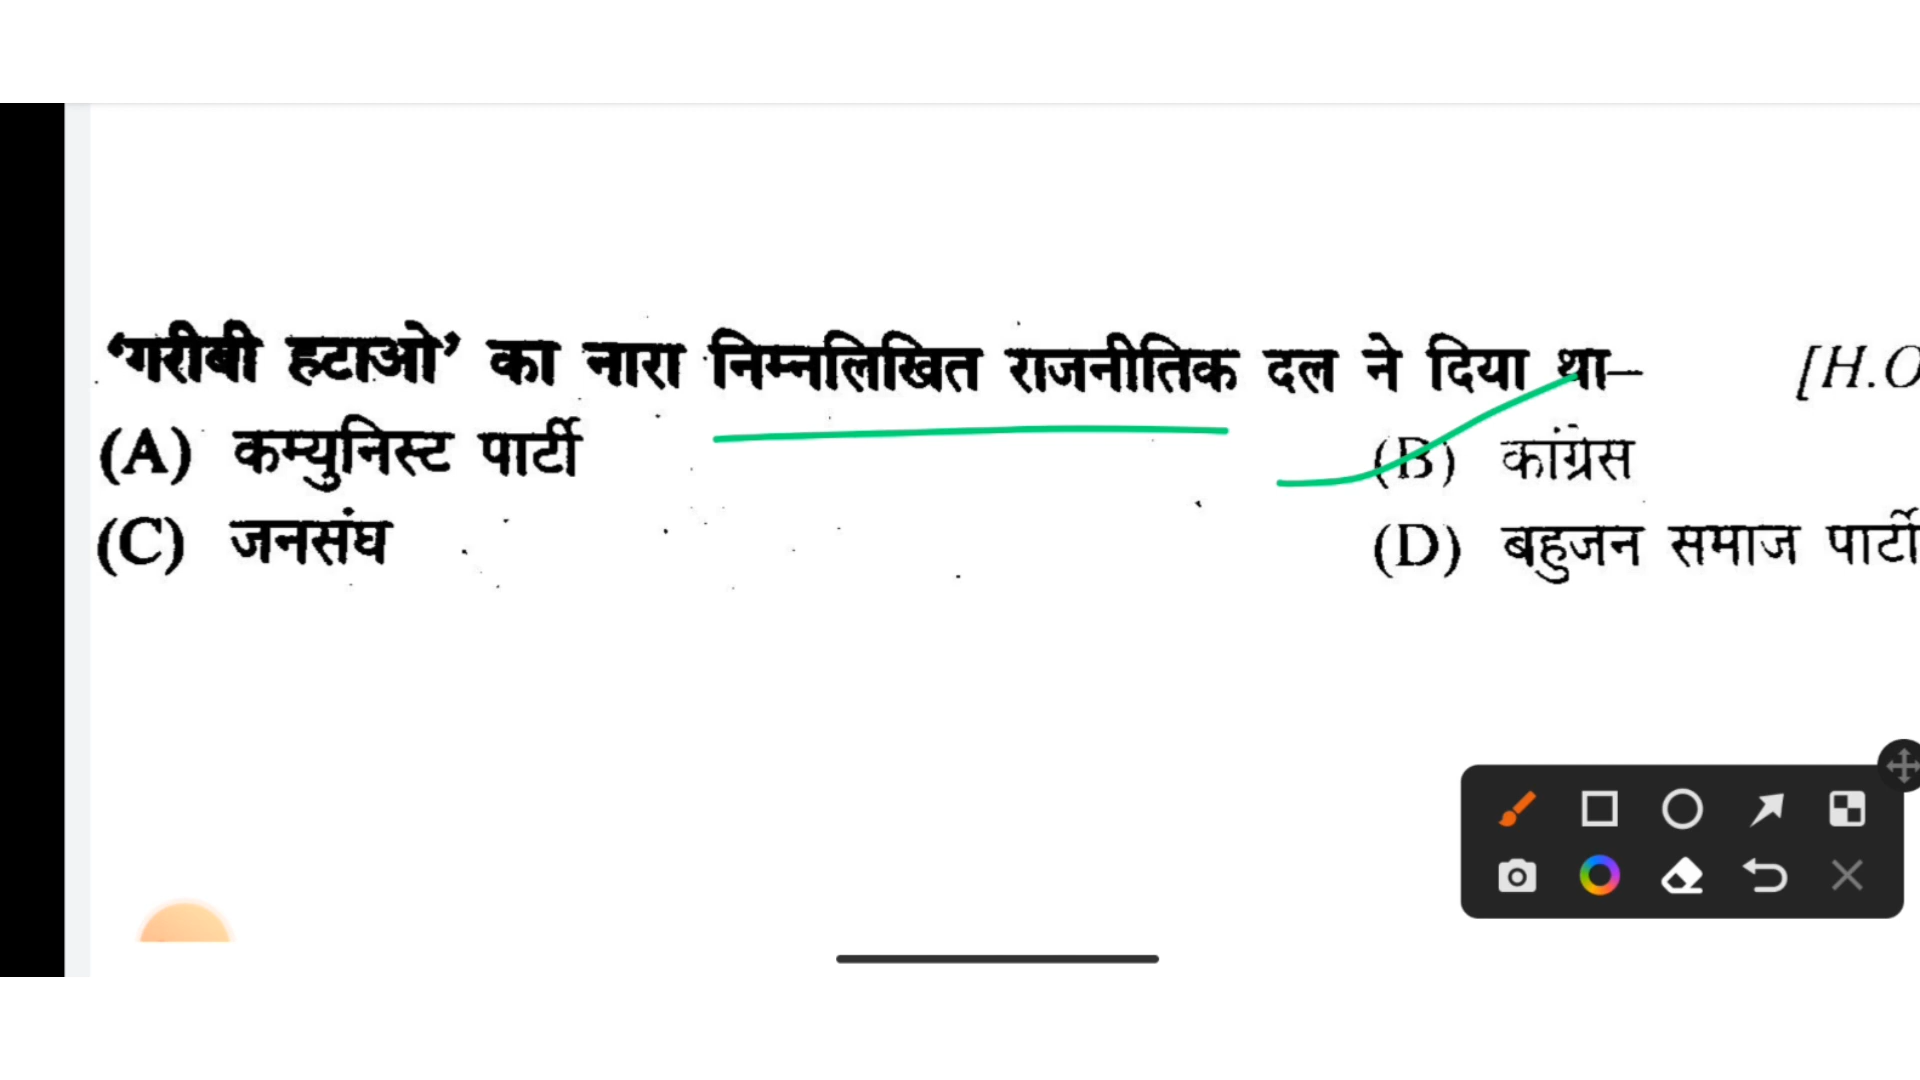 ‘गरीबी हटाओ’ का नारा निम्नलिखित राजनीतिक दल ने दिया था– [H.O
(A) कम्युनिस्ट पार्टी (B) कांग्रेस
(C) जनसंघ (D) बहुजन समाज पार्टी